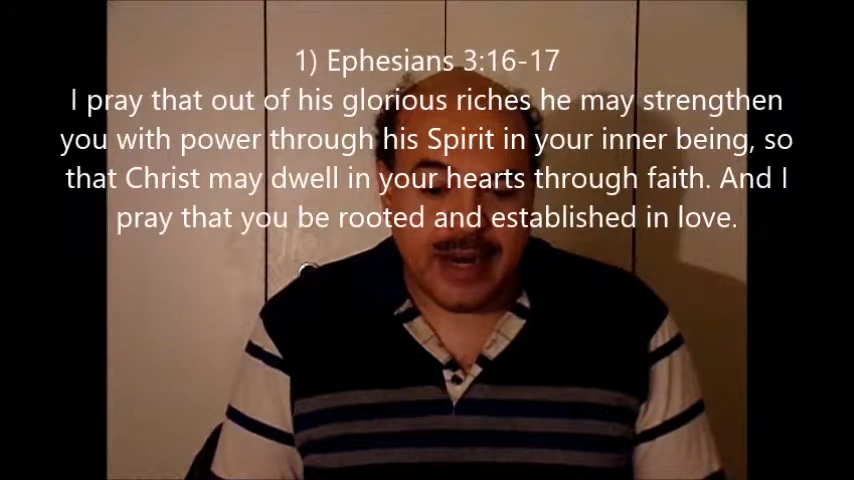 1) Ephesians 3:16-17
I pray that out of his glorious riches he may strengthen
you with power through his Spirit in your inner being, so
that Christ may dwell in your hearts through faith. And I
pray that you be rooted and established in love.